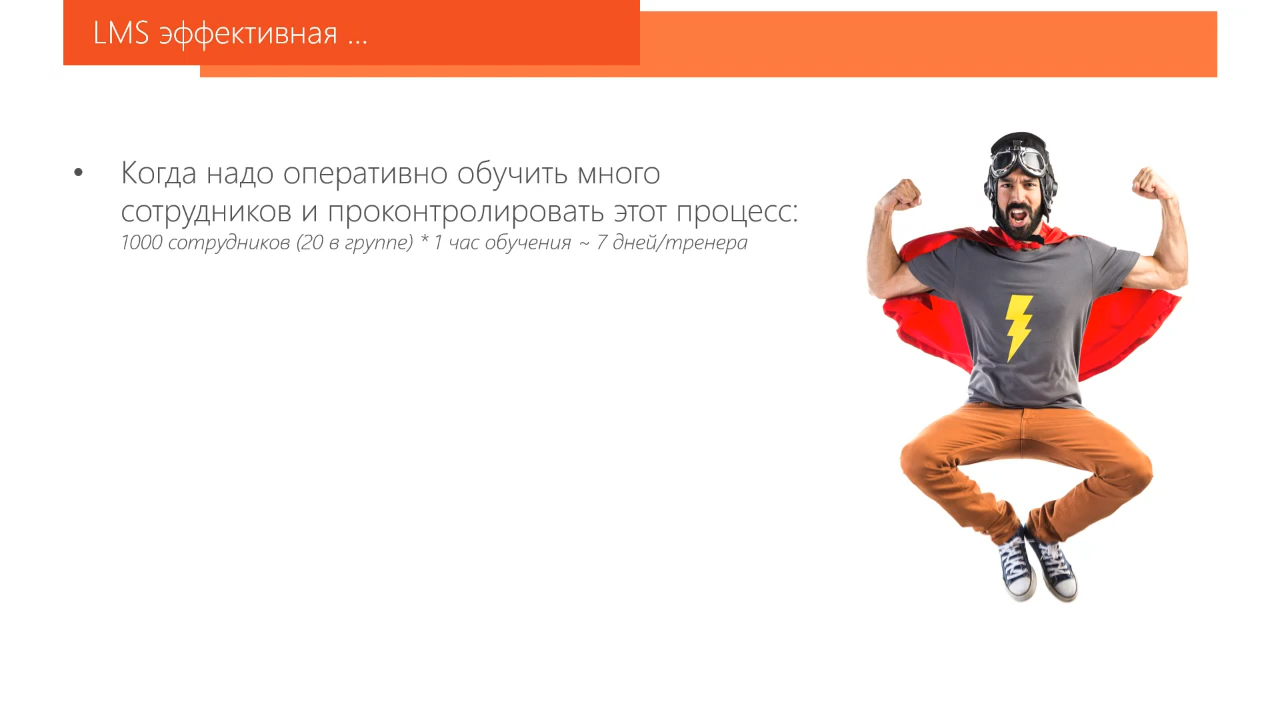 LMS эффективная ...
• Когда надо оперативно обучить много
сотрудников и проконтролировать этот процесс:
1000 сотрудников (20 в группе) * 1 час обучения ~ 7 дней/тренера